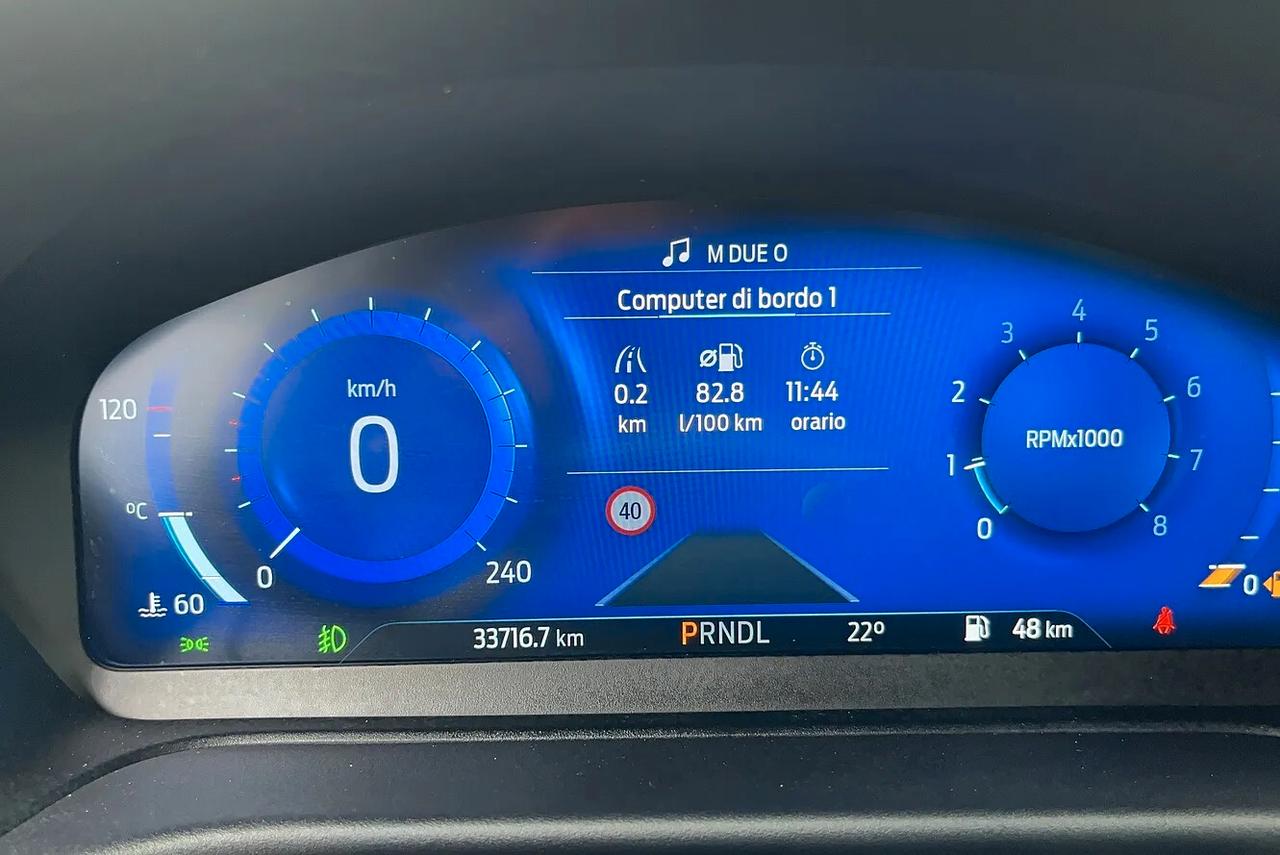 M DUE O
Computer di bordo 1
0.2 82.8 11:44
km l/100 km orario
40
120
°C
60
km/h
0
0
240
RPMx1000
0
1
2
3
4
5
6
7
8
0
33716.7 km PRNDL 22° 48 km